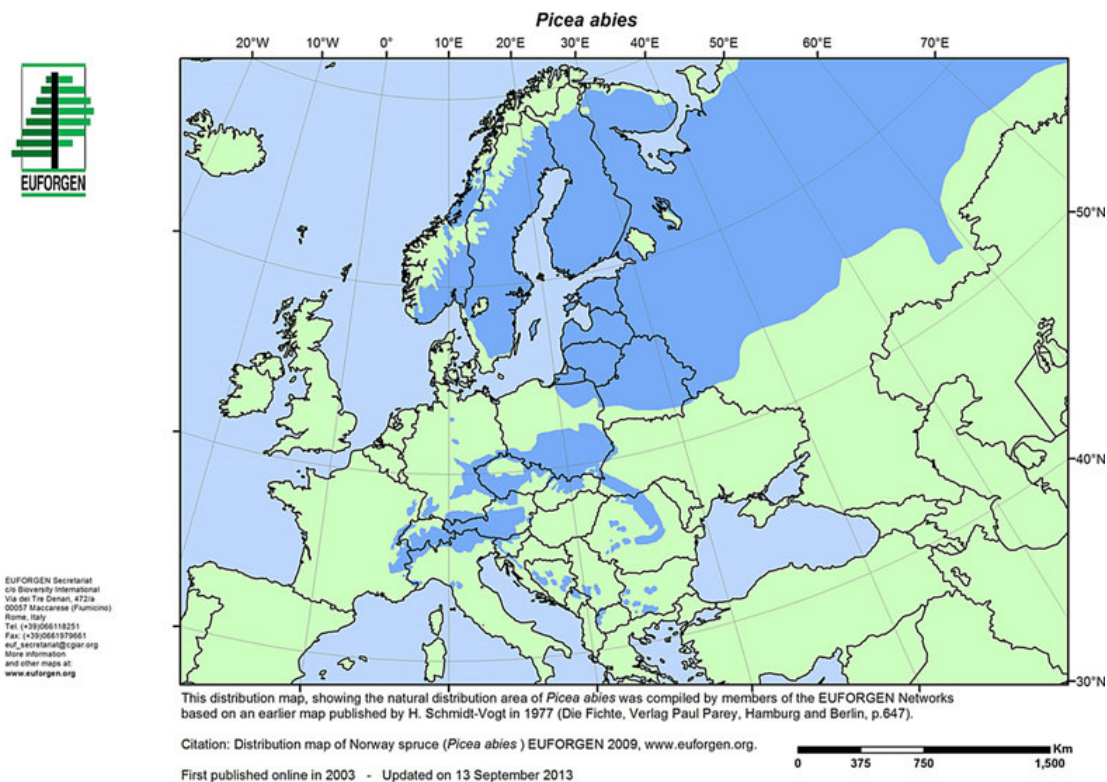 Picea abies
20°W 10°W 0° 10°E 20°E 30°E 40°E 50°E 60°E 70°E
EUFORGEN
50°N
40°N
30°N
EUFORGEN Secretariat
c/o Bioversity International
Via dei Tre Denari, 472/a
00057 Maccarese (Fiumicino)
Rome, Italy
Tel. (+39)066118251
Fax: (+39)0661979661
euf_secretariat@cgiar.org
More information
and other maps at:
www.euforgen.org
This distribution map, showing the natural distribution area of Picea abies was compiled by members of the EUFORGEN Networks
based on an earlier map published by H. Schmidt-Vogt in 1977 (Die Fichte, Verlag Paul Parey, Hamburg and Berlin, p.647).
Citation: Distribution map of Norway spruce (Picea abies ) EUFORGEN 2009, www.euforgen.org.
Km
0 375 750 1,500
First published online in 2003 - Updated on 13 September 2013